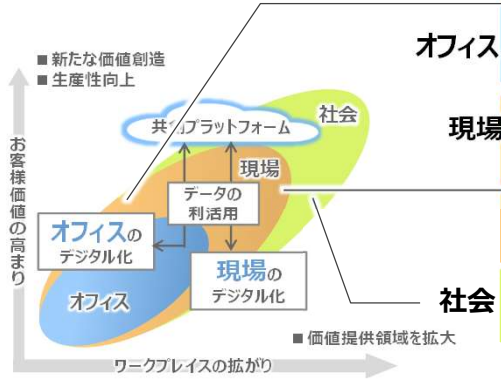 ■ 新たな価値創造
■ 生産性向上
お客様価値の高まり
共創プラットフォーム
社会
現場
データの
利活用
オフィスの
デジタル化
現場の
デジタル化
オフィス
■ 価値提供領域を拡大
ワークプレイスの拡がり
オフィス
現場
社会